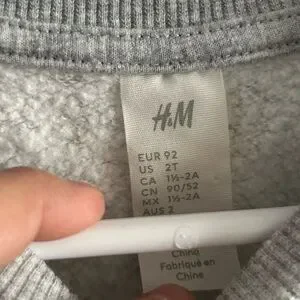 H&M
EUR 92
US 2T
CA 1½-2A
CN 90/52
MX 1½-2A
AUS 2
China
Fabriqué en
Chine